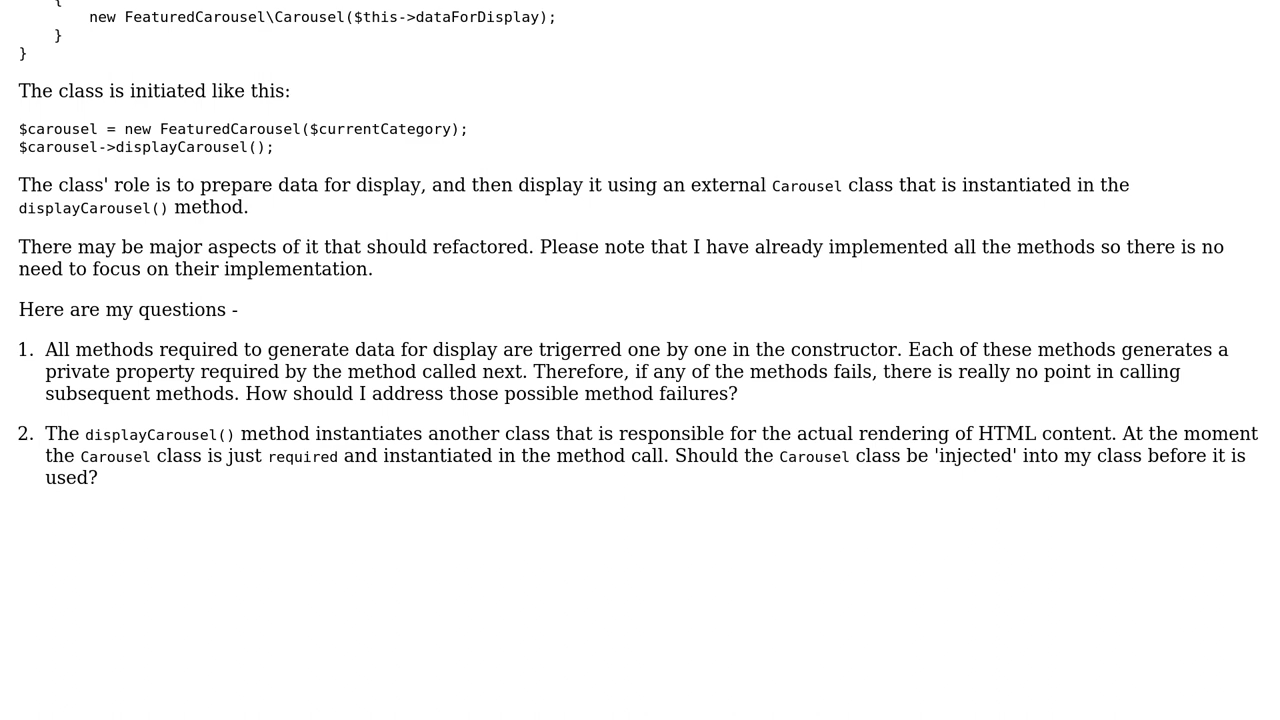 {
new FeaturedCarousel\Carousel($this->dataForDisplay);
}
}
The class is initiated like this:
$carousel = new FeaturedCarousel($currentCategory);
$carousel->displayCarousel();
The class' role is to prepare data for display, and then display it using an external Carousel class that is instantiated in the
displayCarousel() method.
There may be major aspects of it that should refactored. Please note that I have already implemented all the methods so there is no
need to focus on their implementation.
Here are my questions -
1. All methods required to generate data for display are trigerred one by one in the constructor. Each of these methods generates a
private property required by the method called next. Therefore, if any of the methods fails, there is really no point in calling
subsequent methods. How should I address those possible method failures?
2. The displayCarousel() method instantiates another class that is responsible for the actual rendering of HTML content. At the moment
the Carousel class is just required and instantiated in the method call. Should the Carousel class be 'injected' into my class before it is
used?